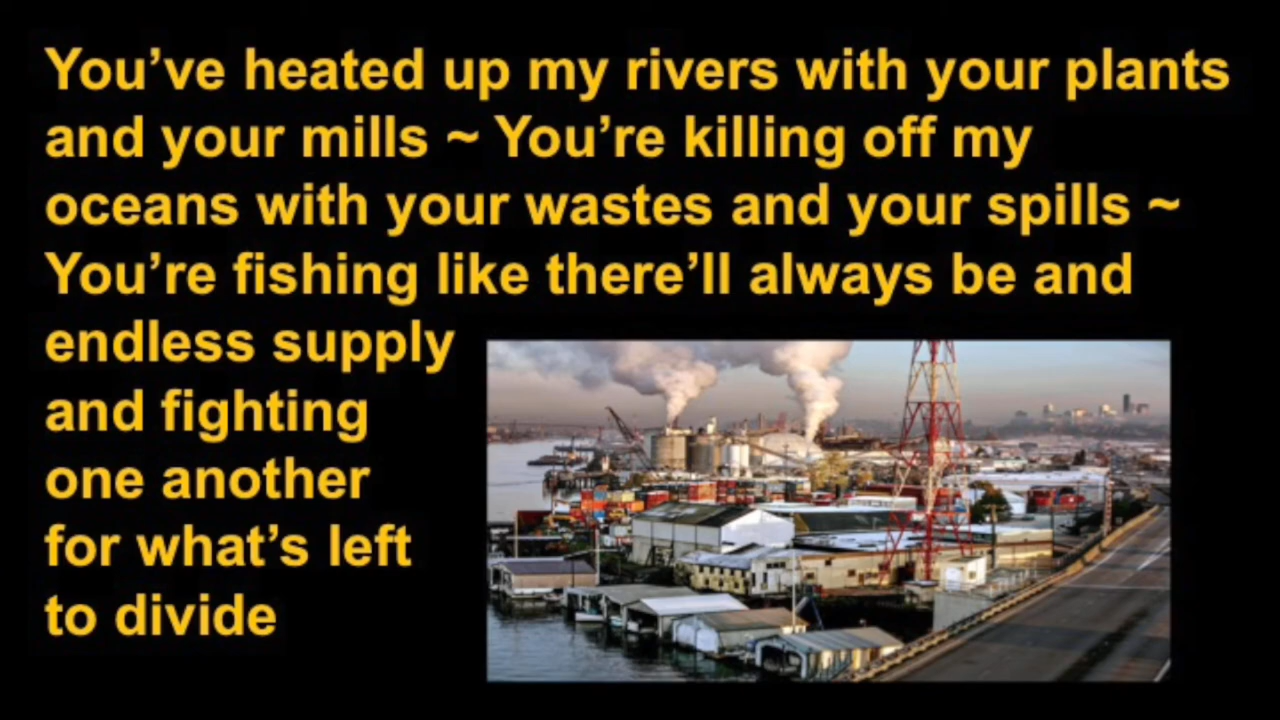 You’ve heated up my rivers with your plants
and your mills ~ You’re killing off my
oceans with your wastes and your spills ~
You’re fishing like there’ll always be and
endless supply
and fighting
one another
for what’s left
to divide